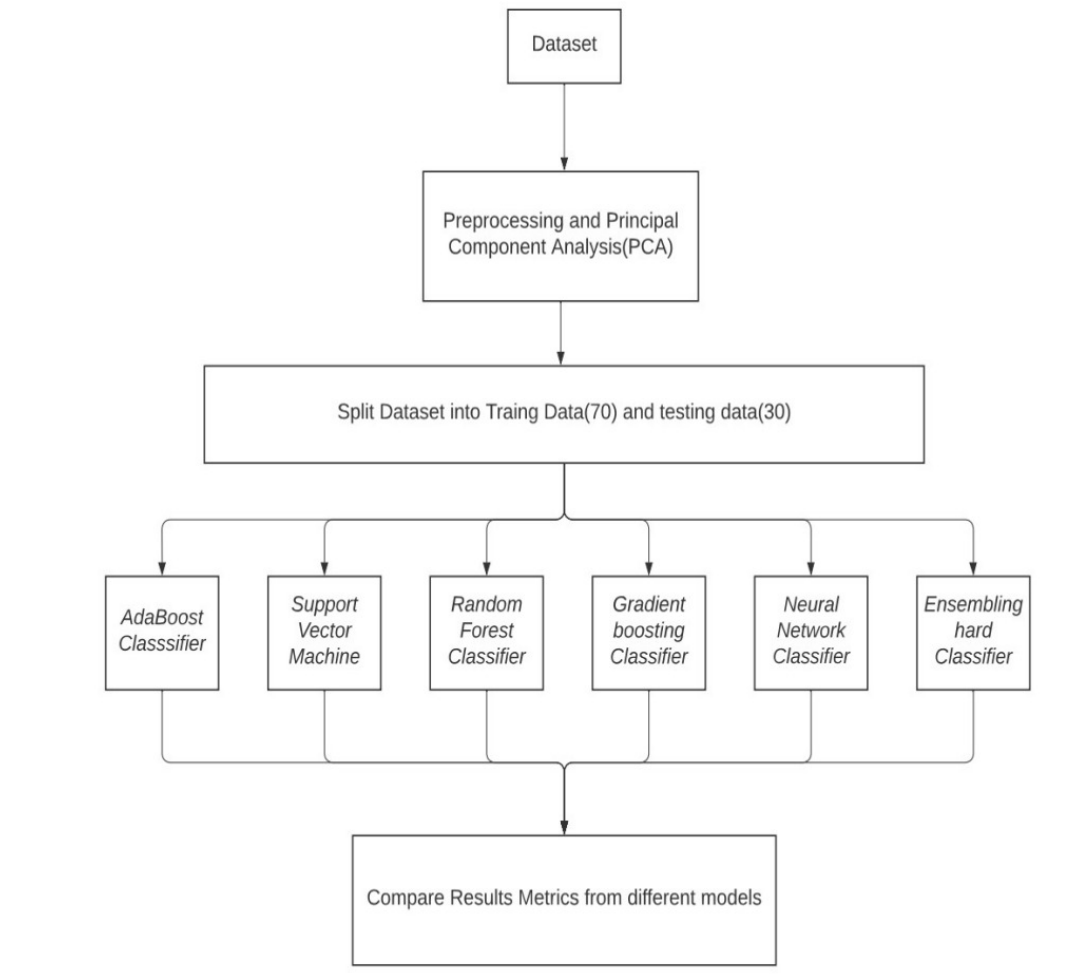 Dataset
Preprocessing and Principal
Component Analysis(PCA)
Split Dataset into Traing Data(70) and testing data(30)
AdaBoost
Classsifier
Support
Vector
Machine
Random
Forest
Classifier
Gradient
boosting
Classifier
Neural
Network
Classifier
Ensembling
hard
Classifier
Compare Results Metrics from different models